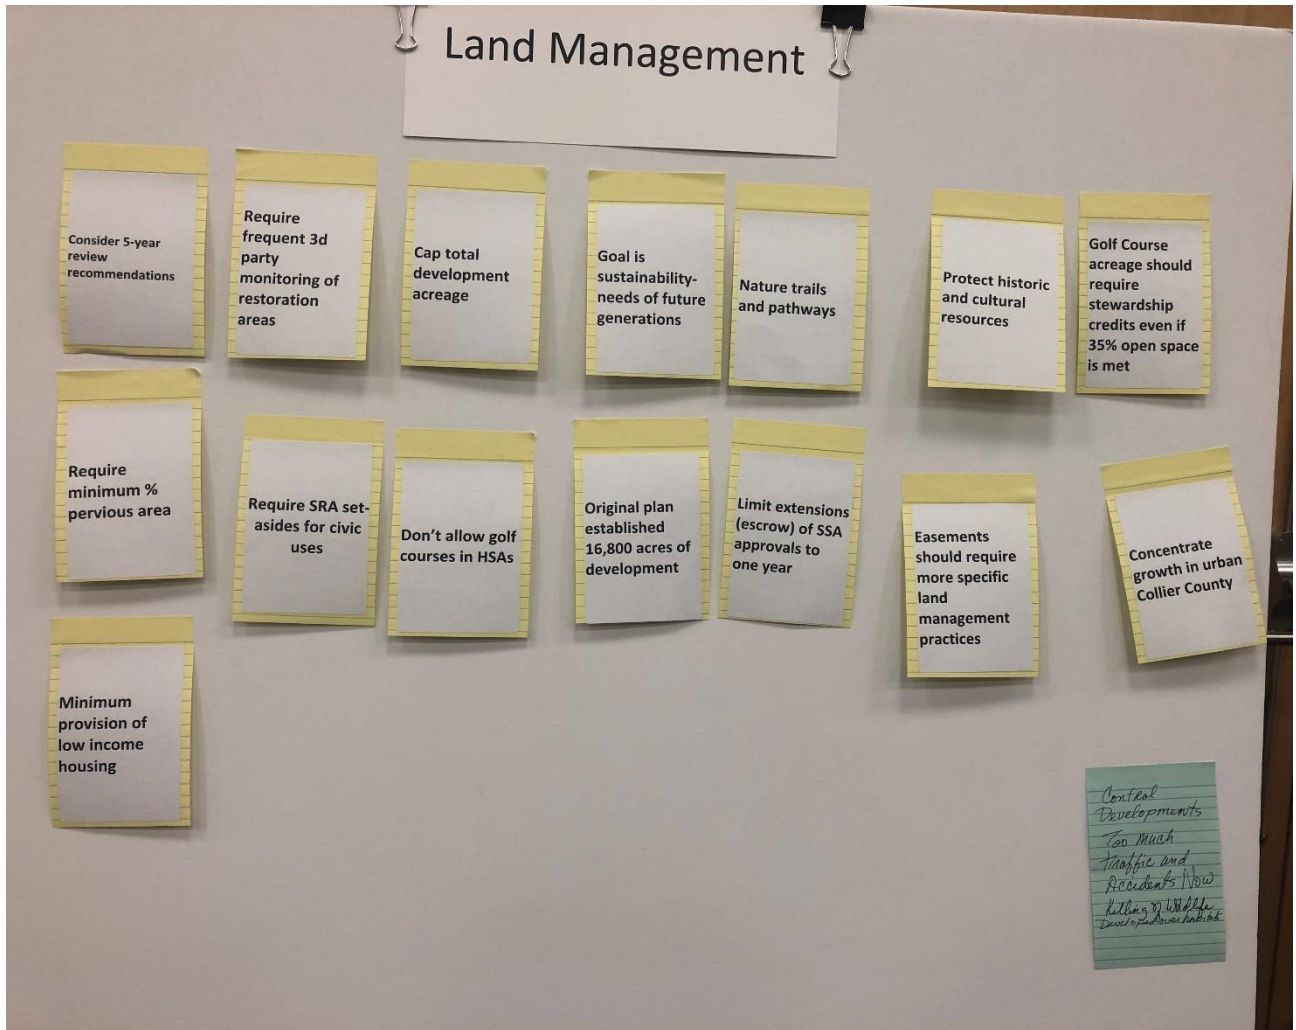 Land Management
Consider 5-year
review
recommendations
Require
frequent 3d
party
monitoring of
restoration
areas
Cap total
development
acreage
Goal is
sustainability-
needs of future
generations
Nature trails
and pathways
Protect historic
and cultural
resources
Golf Course
acreage should
require
stewardship
credits even if
35% open space
is met
Require
minimum %
pervious area
Require SRA set-
asides for civic
uses
Don't allow golf
courses in HSAs
Original plan
established
16,800 acres of
development
Limit extensions
(escrow) of SSA
approvals to
one year
Easements
should require
more specific
land
management
practices
Concentrate
growth in urban
Collier County
Minimum
provision of
low income
housing
Control
Developments
Too Much
Traffic and
Accidents Now
Killing of Wildlife
Developed over habitat